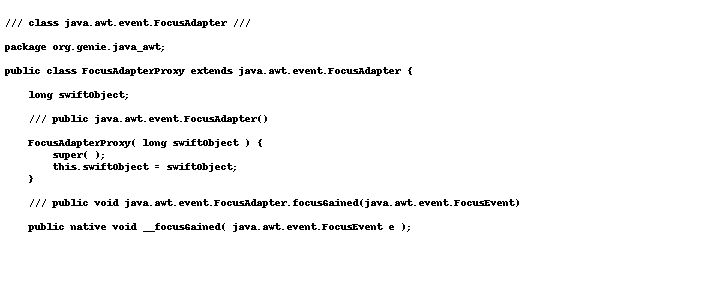 /// class java.awt.event.FocusAdapter ///
package org.genie.java_awt;
public class FocusAdapterProxy extends java.awt.event.FocusAdapter {
long swiftObject;
/// public java.awt.event.FocusAdapter()
FocusAdapterProxy( long swiftObject ) {
super( );
this.swiftObject = swiftObject;
}
/// public void java.awt.event.FocusAdapter.focusGained(java.awt.event.FocusEvent)
public native void __focusGained( java.awt.event.FocusEvent e );